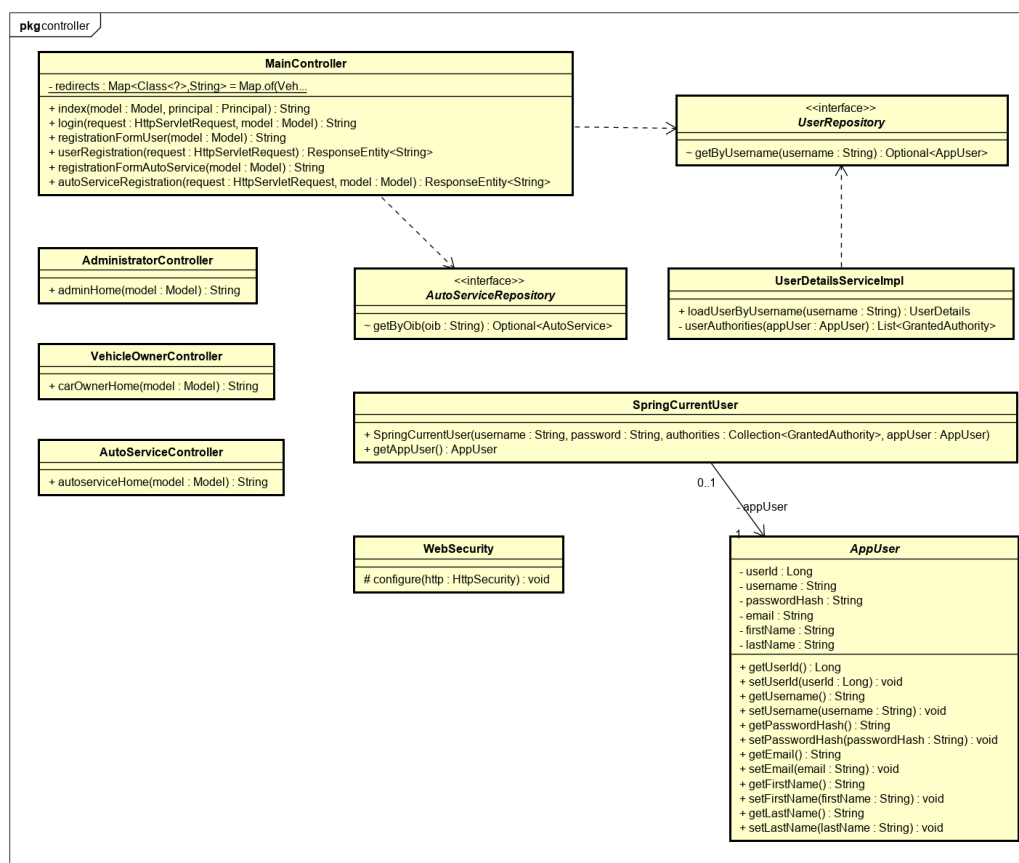 pkg controller
MainController
- redirects : Map<Class<?>,String> = Map.of(Veh...
+ index(model : Model, principal : Principal) : String
+ login(request : HttpServletRequest, model : Model) : String
+ registrationFormUser(model : Model) : String
+ userRegistration(request : HttpServletRequest) : ResponseEntity<String>
+ registrationFormAutoService(model : Model) : String
+ autoServiceRegistration(request : HttpServletRequest, model : Model) : ResponseEntity<String>
<<interface>>
UserRepository
~ getByUsername(username : String) : Optional<AppUser>
AdministratorController
+ adminHome(model : Model) : String
<<interface>>
AutoServiceRepository
~ getByOib(oib : String) : Optional<AutoService>
UserDetailsServiceImpl
+ loadUserByUsername(username : String) : UserDetails
- userAuthorities(appUser : AppUser) : List<GrantedAuthority>
VehicleOwnerController
+ carOwnerHome(model : Model) : String
SpringCurrentUser
+ SpringCurrentUser(username : String, password : String, authorities : Collection<GrantedAuthority>, appUser : AppUser)
+ getAppUser() : AppUser
AutoServiceController
+ autoserviceHome(model : Model) : String
0..1
- appUser
1
WebSecurity
# configure(http : HttpSecurity) : void
AppUser
- userId : Long
- username : String
- passwordHash : String
- email : String
- firstName : String
- lastName : String
+ getUserId() : Long
+ setUserId(userId : Long) : void
+ getUsername() : String
+ setUsername(username : String) : void
+ getPasswordHash() : String
+ setPasswordHash(passwordHash : String) : void
+ getEmail() : String
+ setEmail(email : String) : void
+ getFirstName() : String
+ setFirstName(firstName : String) : void
+ getLastName() : String
+ setLastName(lastName : String) : void